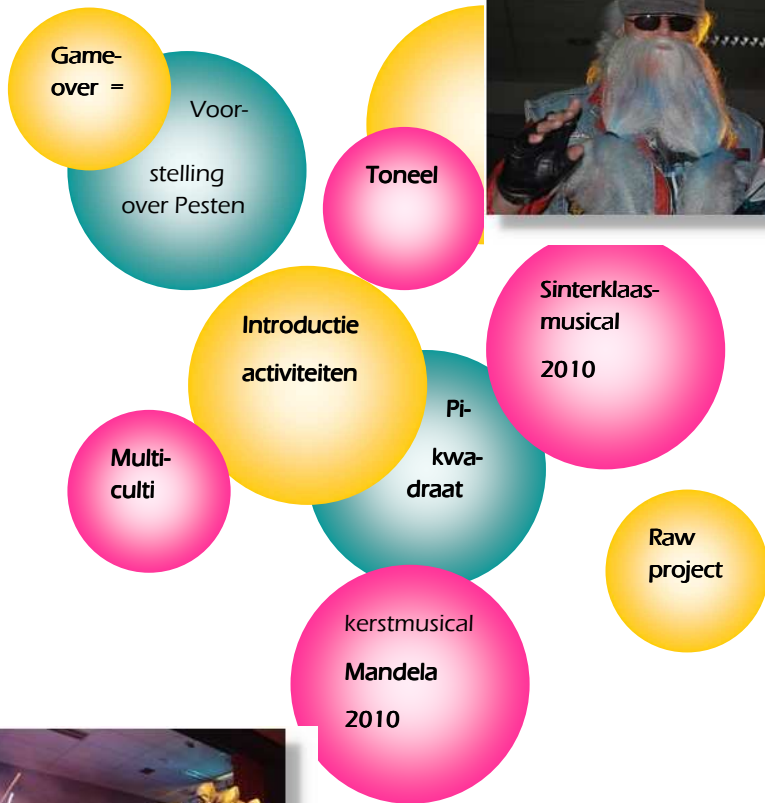 Game-
over =
Voor-
stelling
over Pesten
Toneel
Sinterklaas-
musical
2010
Introductie
activiteiten
Pi-
kwa-
draat
Multi-
culti
Raw
project
kerstmusical
Mandela
2010